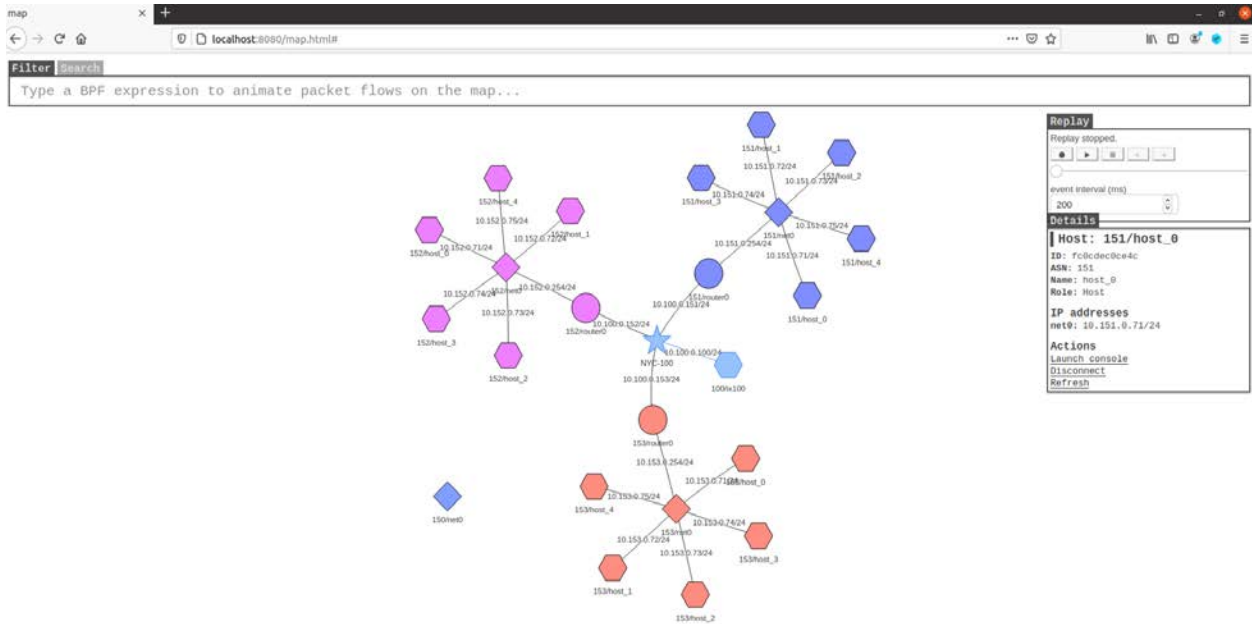 map
localhost:8080/map.html#
Filter Search
Type a BPF expression to animate packet flows on the map...
Replay
Replay stopped.
event interval (ms)
200
Details
Host: 151/host_0
ID: fc0cdec0ce4c
ASN: 151
Name: host_0
Role: Host
IP addresses
net0: 10.151.0.71/24
Actions
Launch console
Disconnect
Refresh
151/host_1
10.151.0.72/24
151/host_2
10.151.0.73/24
151/host_3
10.151.0.74/24
151/net0
10.151.0.75/24
151/host_4
10.151.0.254/24
10.151.0.71/24
151/host_0
151/router0
10.100.0.151/24
152/host_4
10.152.0.75/24
152/host_1
10.152.0.72/24
152/host_0
10.152.0.71/24
152/net0
10.152.0.254/24
10.152.0.74/24
10.152.0.73/24
152/host_3
152/host_2
152/router0
10.100.0.152/24
NYC-100
10.100.0.100/24
100/ix100
10.100.0.153/24
153/router0
10.153.0.254/24
153/host_0
10.153.0.71/24
153/host_4
10.153.0.75/24
153/net0
10.153.0.74/24
153/host_3
10.153.0.72/24
10.153.0.73/24
153/host_1
153/host_2
150/net0